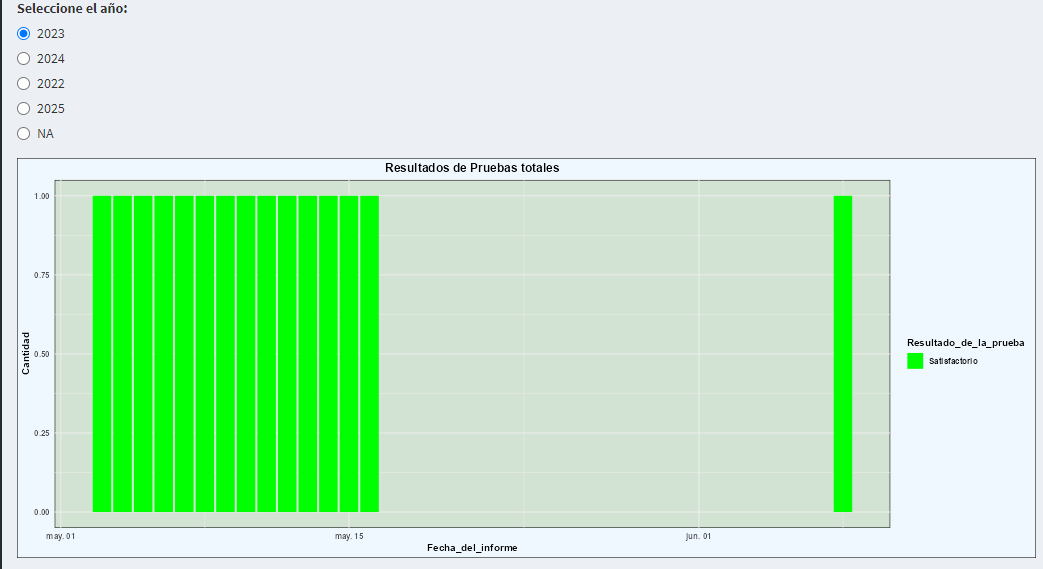 Seleccione el año:
2023
2024
2022
2025
NA
Resultados de Pruebas totales
1.00
0.75
0.50
0.25
0.00
Cantidad
may. 01
may. 15
jun. 01
Fecha_del_informe
Resultado_de_la_prueba
Satisfactorio